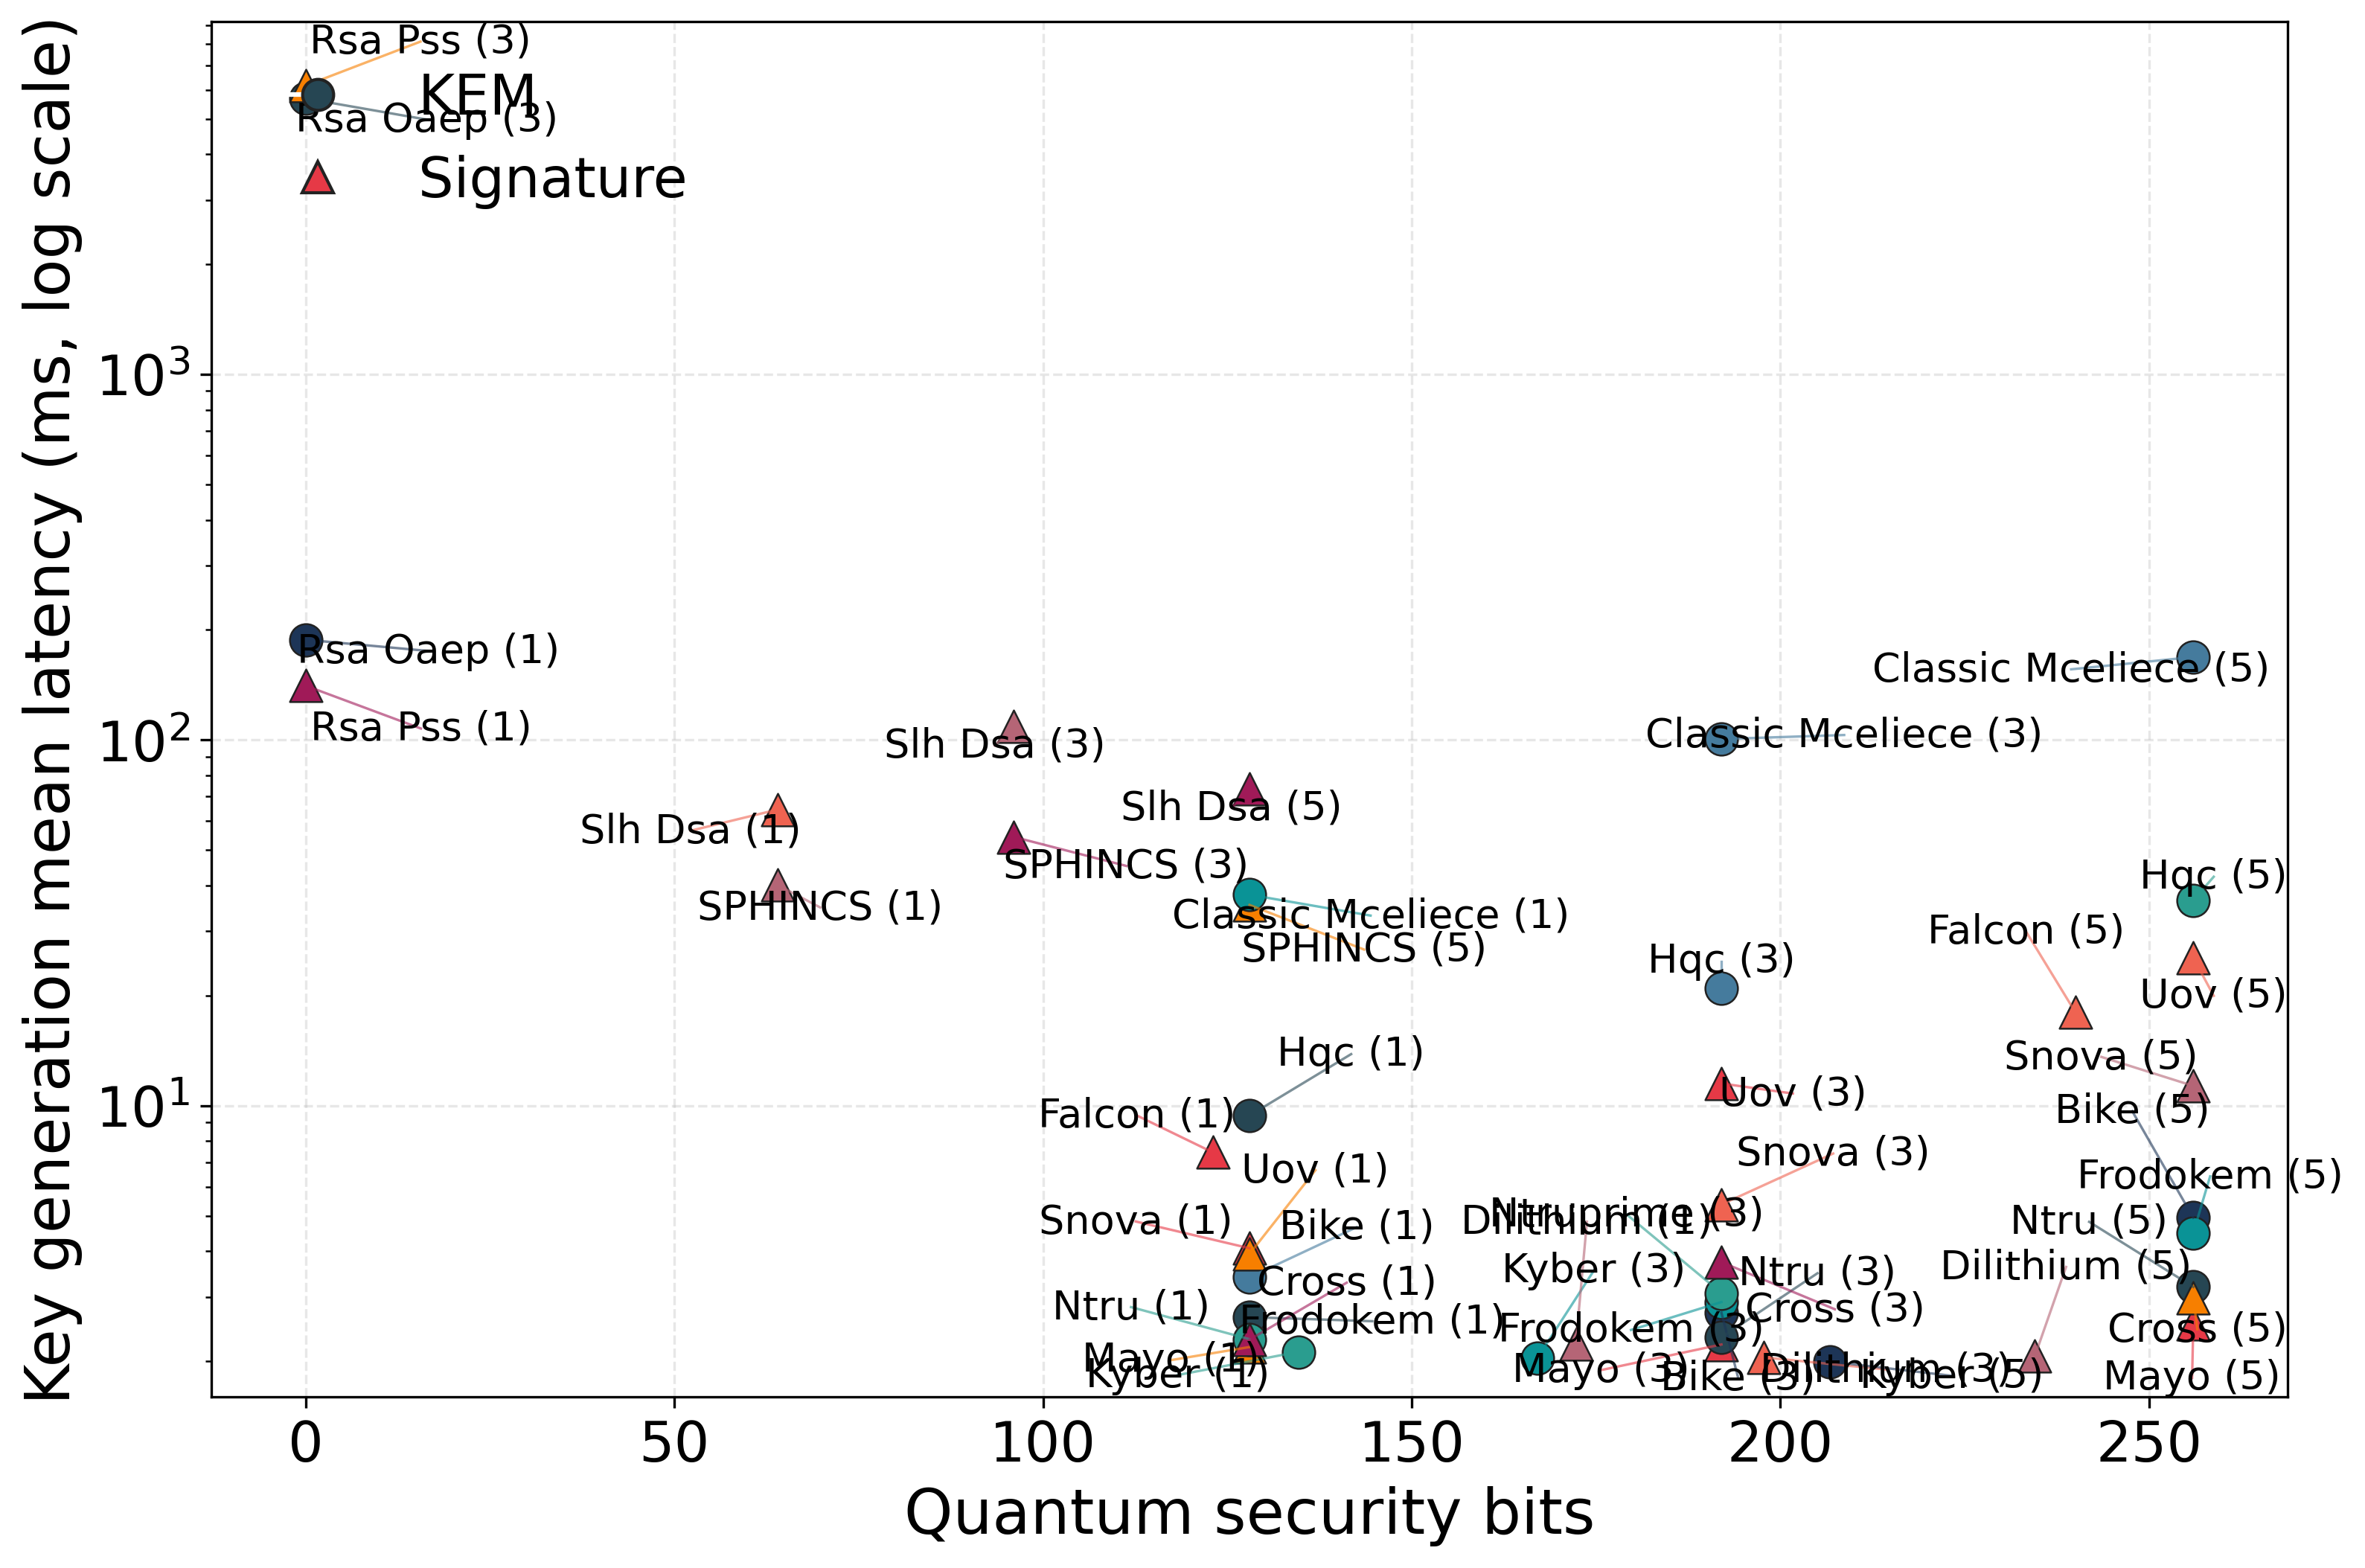 Key generation mean latency (ms, log scale)
Rsa Pss (3)
KEM
Rsa Oaep (3)
Signature
10³
Rsa Oaep (1)
Classic Mceliece (5)
Rsa Pss (1)
10²
Slh Dsa (3)
Classic Mceliece (3)
Slh Dsa (5)
Slh Dsa (1)
SPHINCS (3)
Hqc (5)
SPHINCS (1)
Classic Mceliece (1)
Falcon (5)
SPHINCS (5)
Hqc (3)
Uov (5)
Hqc (1)
Snova (5)
10¹
Uov (3)
Falcon (1)
Bike (5)
Snova (3)
Uov (1)
Frodokem (5)
Ntruprime (3)
Dilithium (1)
Snova (1)
Bike (1)
Ntru (5)
Kyber (3)
Ntru (3)
Dilithium (5)
Cross (1)
Ntru (1)
Cross (3)
Frodokem (1)
Frodokem (3)
Cross (5)
Mayo (1)
Mayo (3)
Dilithium (3)
Kyber (1)
Bike (3)
Kyber (5)
Mayo (5)
0
50
100
150
200
250
Quantum security bits